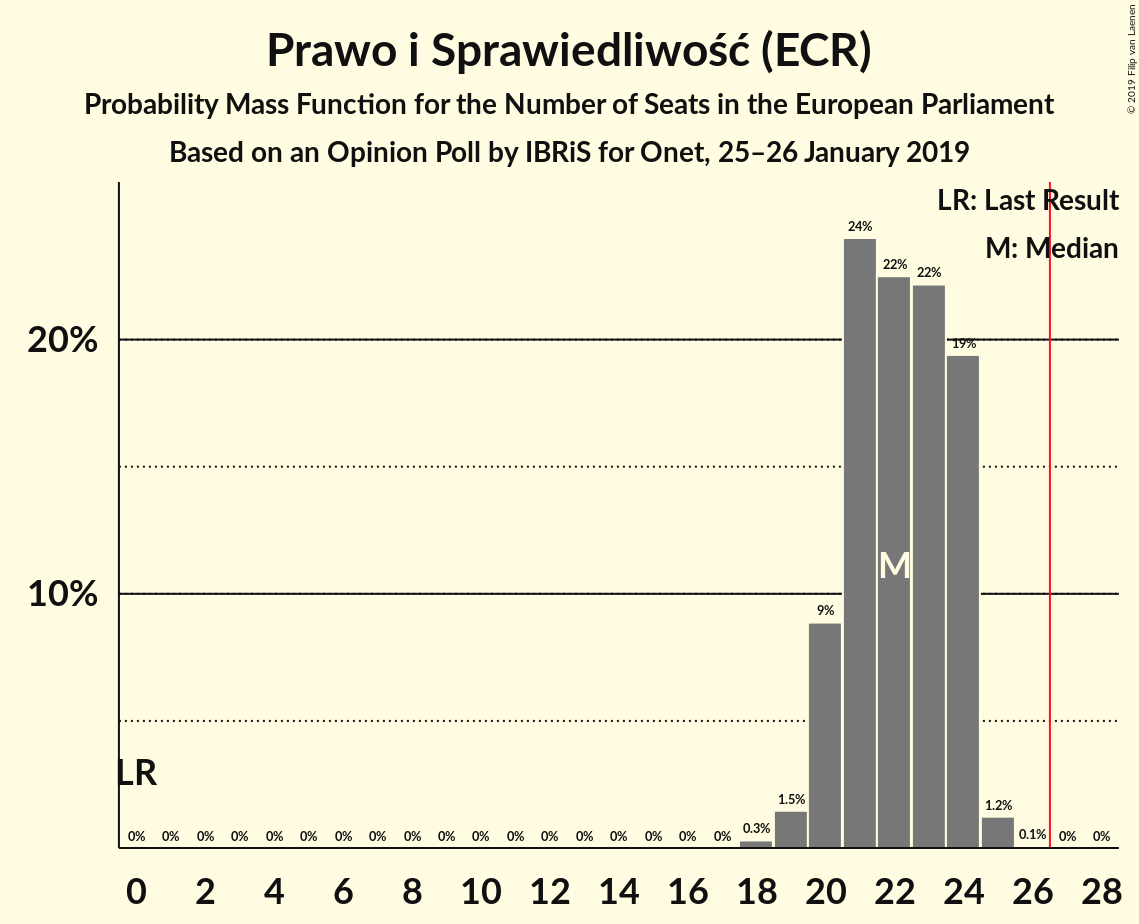 Prawo i Sprawiedliwość (ECR)
Probability Mass Function for the Number of Seats in the European Parliament
Based on an Opinion Poll by IBRiS for Onet, 25–26 January 2019
© 2019 Filip van Laenen
LR: Last Result
M: Median
24%
22%
22%
20%
19%
M
10%
9%
LR
0% 0% 0% 0% 0% 0% 0% 0% 0% 0% 0% 0% 0% 0% 0% 0% 0% 0% 0.3% 1.5% 1.2% 0.1% 0% 0%
0 2 4 6 8 10 12 14 16 18 20 22 24 26 28